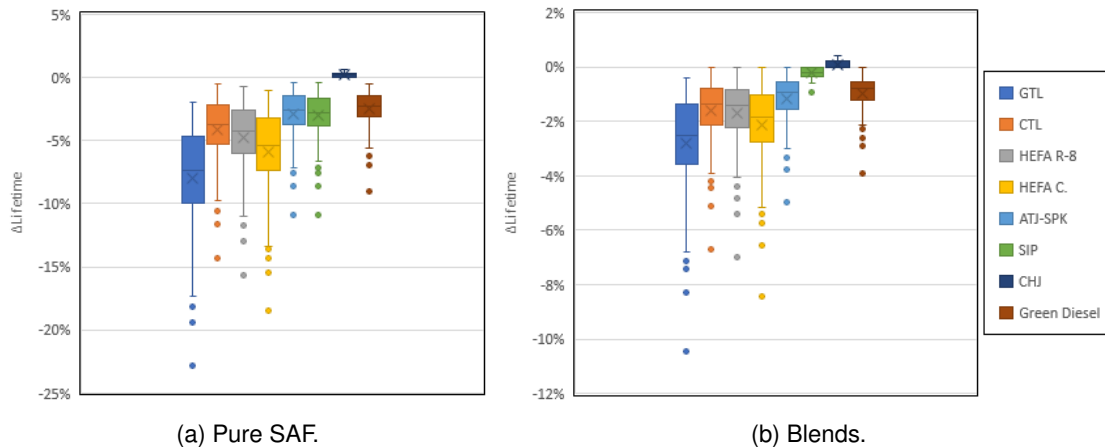 5%
0%
-5%
-10%
-15%
-20%
-25%
ΔLifetime
(a) Pure SAF.
2%
0%
-2%
-4%
-6%
-8%
-10%
-12%
ΔLifetime
(b) Blends.
GTL
CTL
HEFA R-8
HEFA C.
ATJ-SPK
SIP
CHJ
Green Diesel